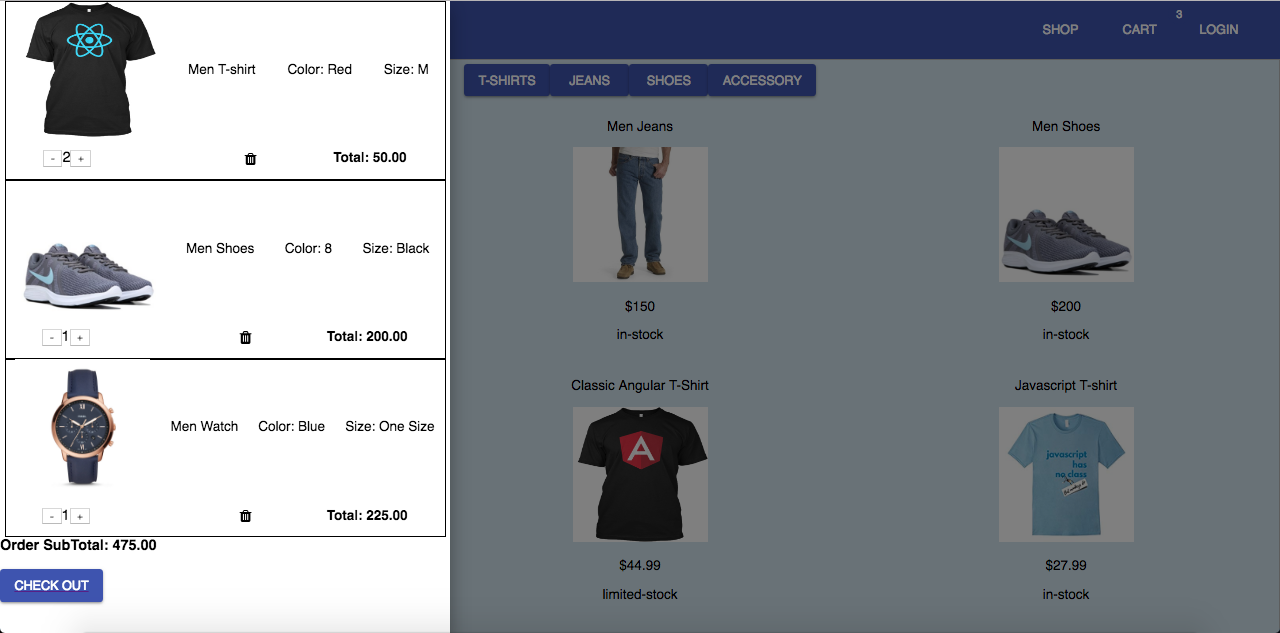 Men T-shirt Color: Red Size: M
- 2 + Total: 50.00
Men Shoes Color: 8 Size: Black
- 1 + Total: 200.00
Men Watch Color: Blue Size: One Size
- 1 + Total: 225.00
Order SubTotal: 475.00
CHECK OUT
SHOP CART 3 LOGIN
T-SHIRTS JEANS SHOES ACCESSORY
Men Jeans Men Shoes
$150 $200
in-stock in-stock
Classic Angular T-Shirt Javascript T-shirt
A
javascript
has
no class
$44.99 $27.99
limited-stock in-stock